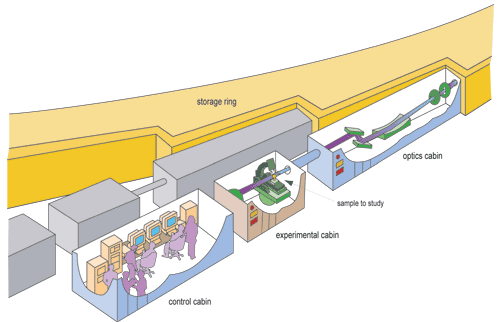 storage ring
optics cabin
sample to study
experimental cabin
control cabin